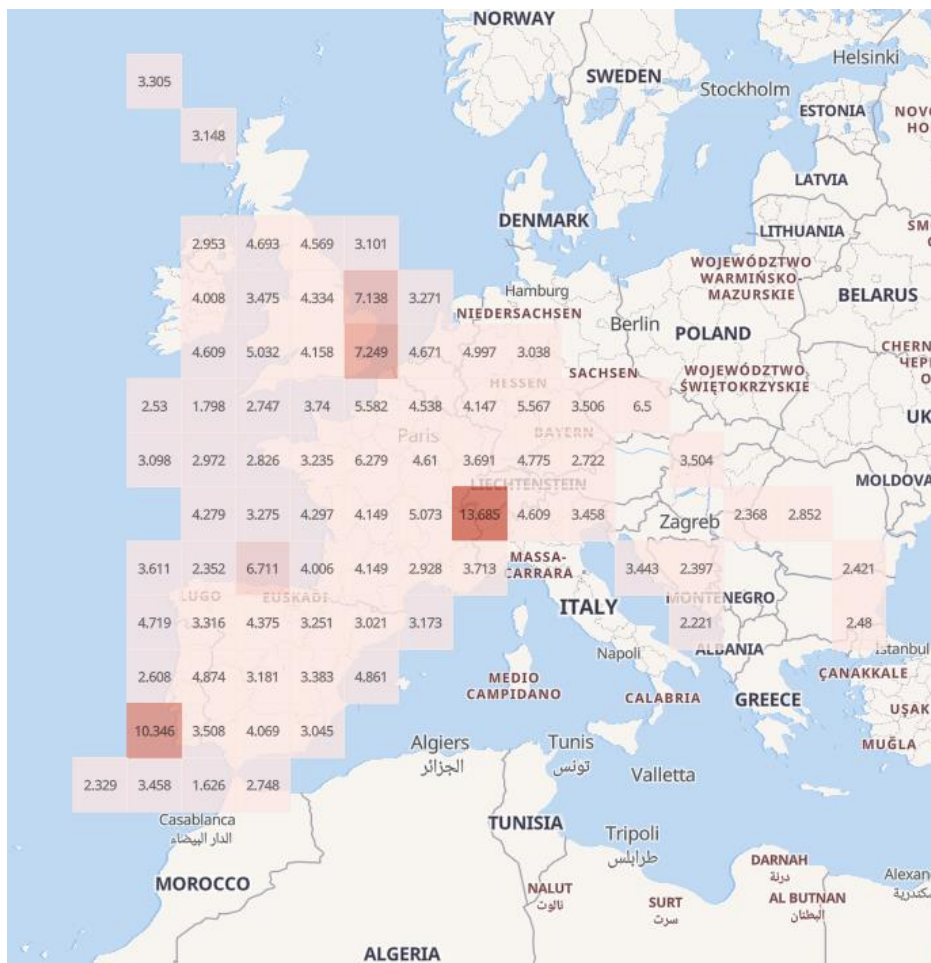 NORWAY
Helsinki
SWEDEN
Stockholm
3.305
ESTONIA
3.148
LATVIA
DENMARK
LITHUANIA
2.953 4.693 4.569 3.101
WOJEWÓDZTWO
WARMIŃSKO-
MAZURSKIE
4.008 3.475 4.334 7.138 3.271
Hamburg
BELARUS
NIEDERSACHSEN
Berlin
POLAND
4.609 5.032 4.158 7.249 4.671 4.997 3.038
SACHSEN
WOJEWÓDZTWO
ŚWIĘTOKRZYSKIE
HESSEN
2.53 1.798 2.747 3.74 5.582 4.538 4.147 5.567 3.506 6.5
Paris
BAYERN
3.098 2.972 2.826 3.235 6.279 4.61 3.691 4.775 2.722 3.504
LIECHTENSTEIN
4.279 3.275 4.297 4.149 5.073 13.685 4.609 3.458 2.368 2.852
Zagreb
MASSA-
CARRARA
3.611 2.352 6.711 4.006 4.149 2.928 3.713 3.443 2.397 2.421
LUGO
EUSKADI
MONTENEGRO
ITALY
4.719 3.316 4.375 3.251 3.021 3.173 2.221 2.48
ALBANIA
Istanbul
Napoli
2.608 4.874 3.181 3.383 4.861
MEDIO
CAMPIDANO
CALABRIA
GREECE
ÇANAKKALE
10.346 3.508 4.069 3.045
Algiers
الجزائر
Tunis
تونس
MUĞLA
Valletta
2.329 3.458 1.626 2.748
Casablanca
الدار البيضاء
TUNISIA
Tripoli
طرابلس
MOROCCO
NALUT
نالوت
SURT
سرت
DARNAH
درنة
AL BUTNAN
البطنان
ALGERIA